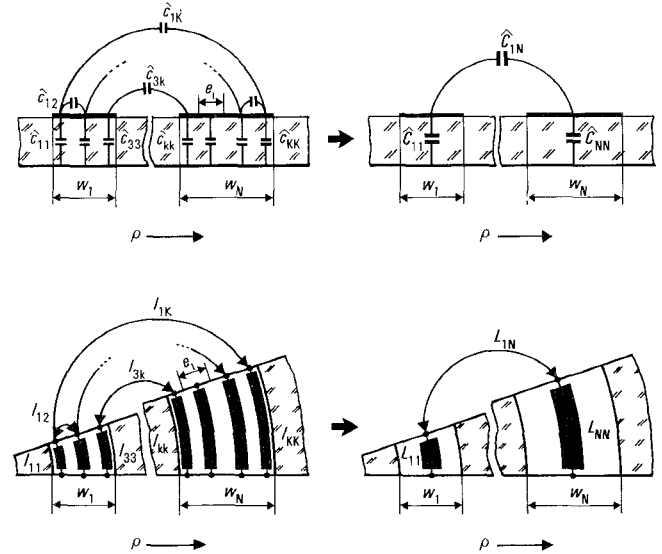 ĉ1K
ĉ12
ĉ3k
e1
ĉ11
ĉ33
ĉkk
ĉKK
w1
wN
ρ
Ĉ1N
Ĉ11
ĈNN
w1
wN
ρ
l1K
l12
l3k
e1
l11
l33
lkk
lKK
w1
wN
ρ
L1N
L11
LNN
w1
wN
ρ